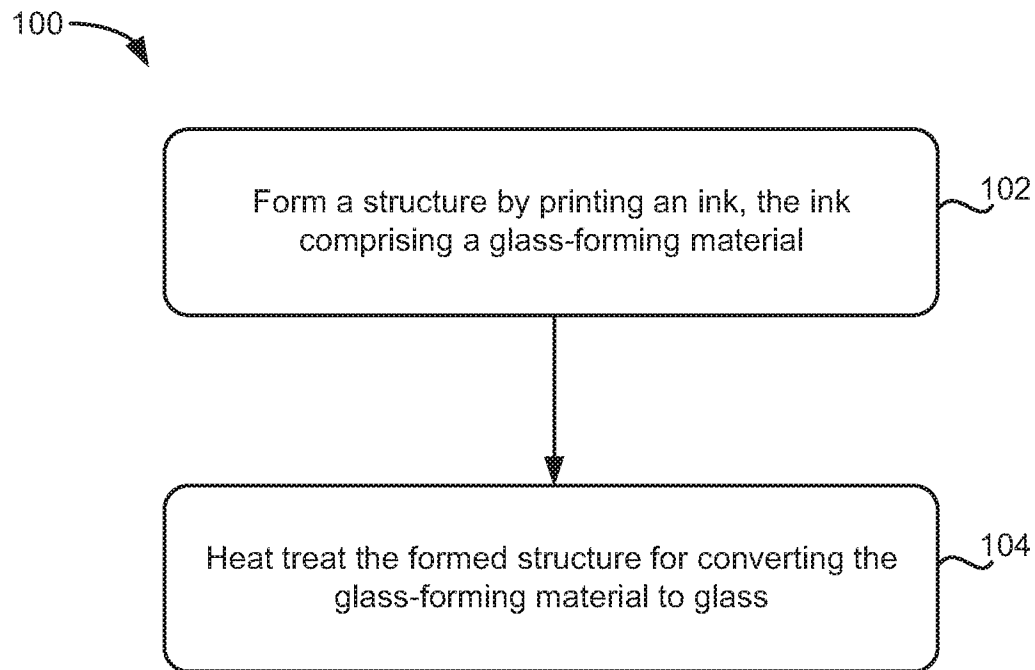 100
Form a structure by printing an ink, the ink
comprising a glass-forming material
102
Heat treat the formed structure for converting the
glass-forming material to glass
104